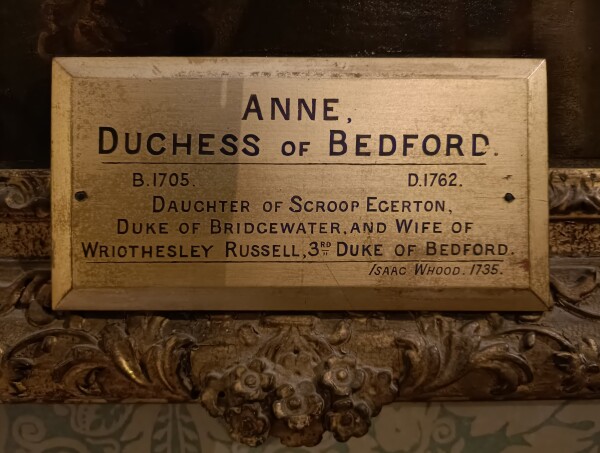 ANNE,
DUCHESS OF BEDFORD.
B.1705. D.1762.
DAUGHTER OF SCROOP EGERTON,
DUKE OF BRIDGEWATER, AND WIFE OF
WRIOTHESLEY RUSSELL, 3RD DUKE OF BEDFORD.
ISAAC WHOOD. 1735.